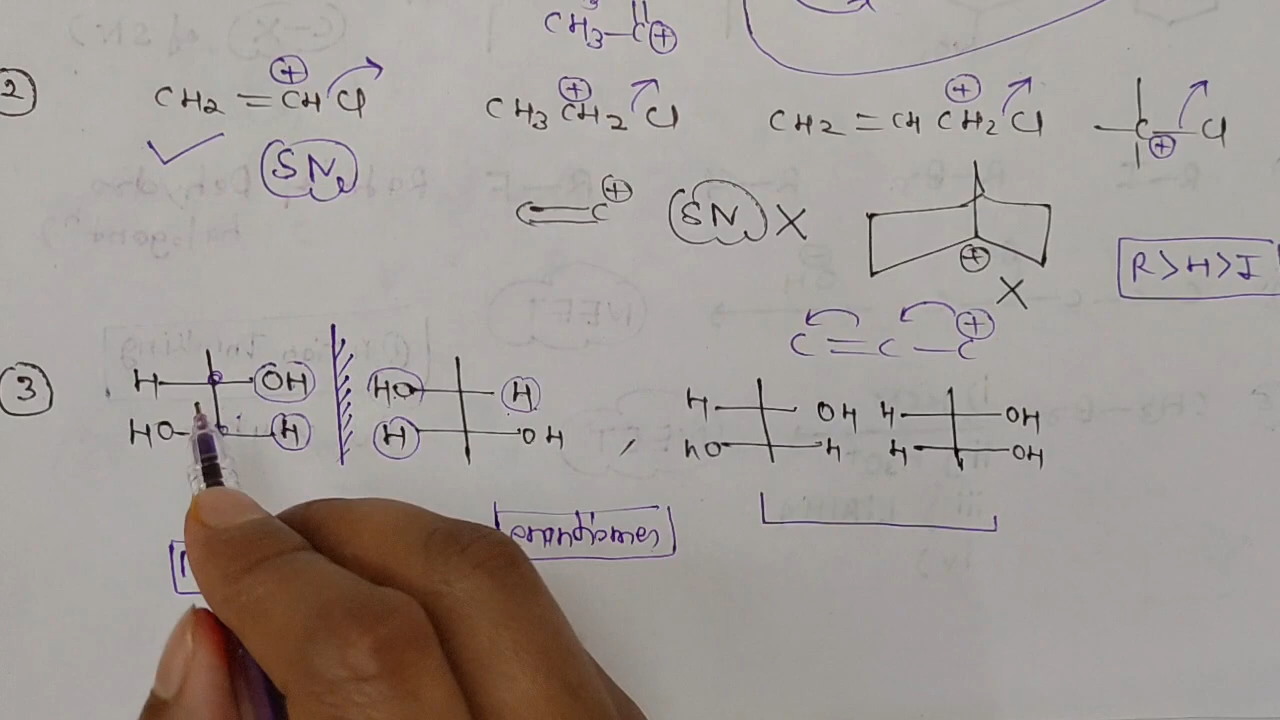 CH3—C⊕
2
CH2 = CH Cl ⊕
CH3 CH2 Cl ⊕
CH2 = CH CH2 Cl ⊕
—C—Cl ⊕
SN1
C=C⊕ SN1 X
⊕ X
R>H>I
C=C—C⊕
3
H OH HO H H OH H OH
HO H H OH , HO H H OH
enantiomers